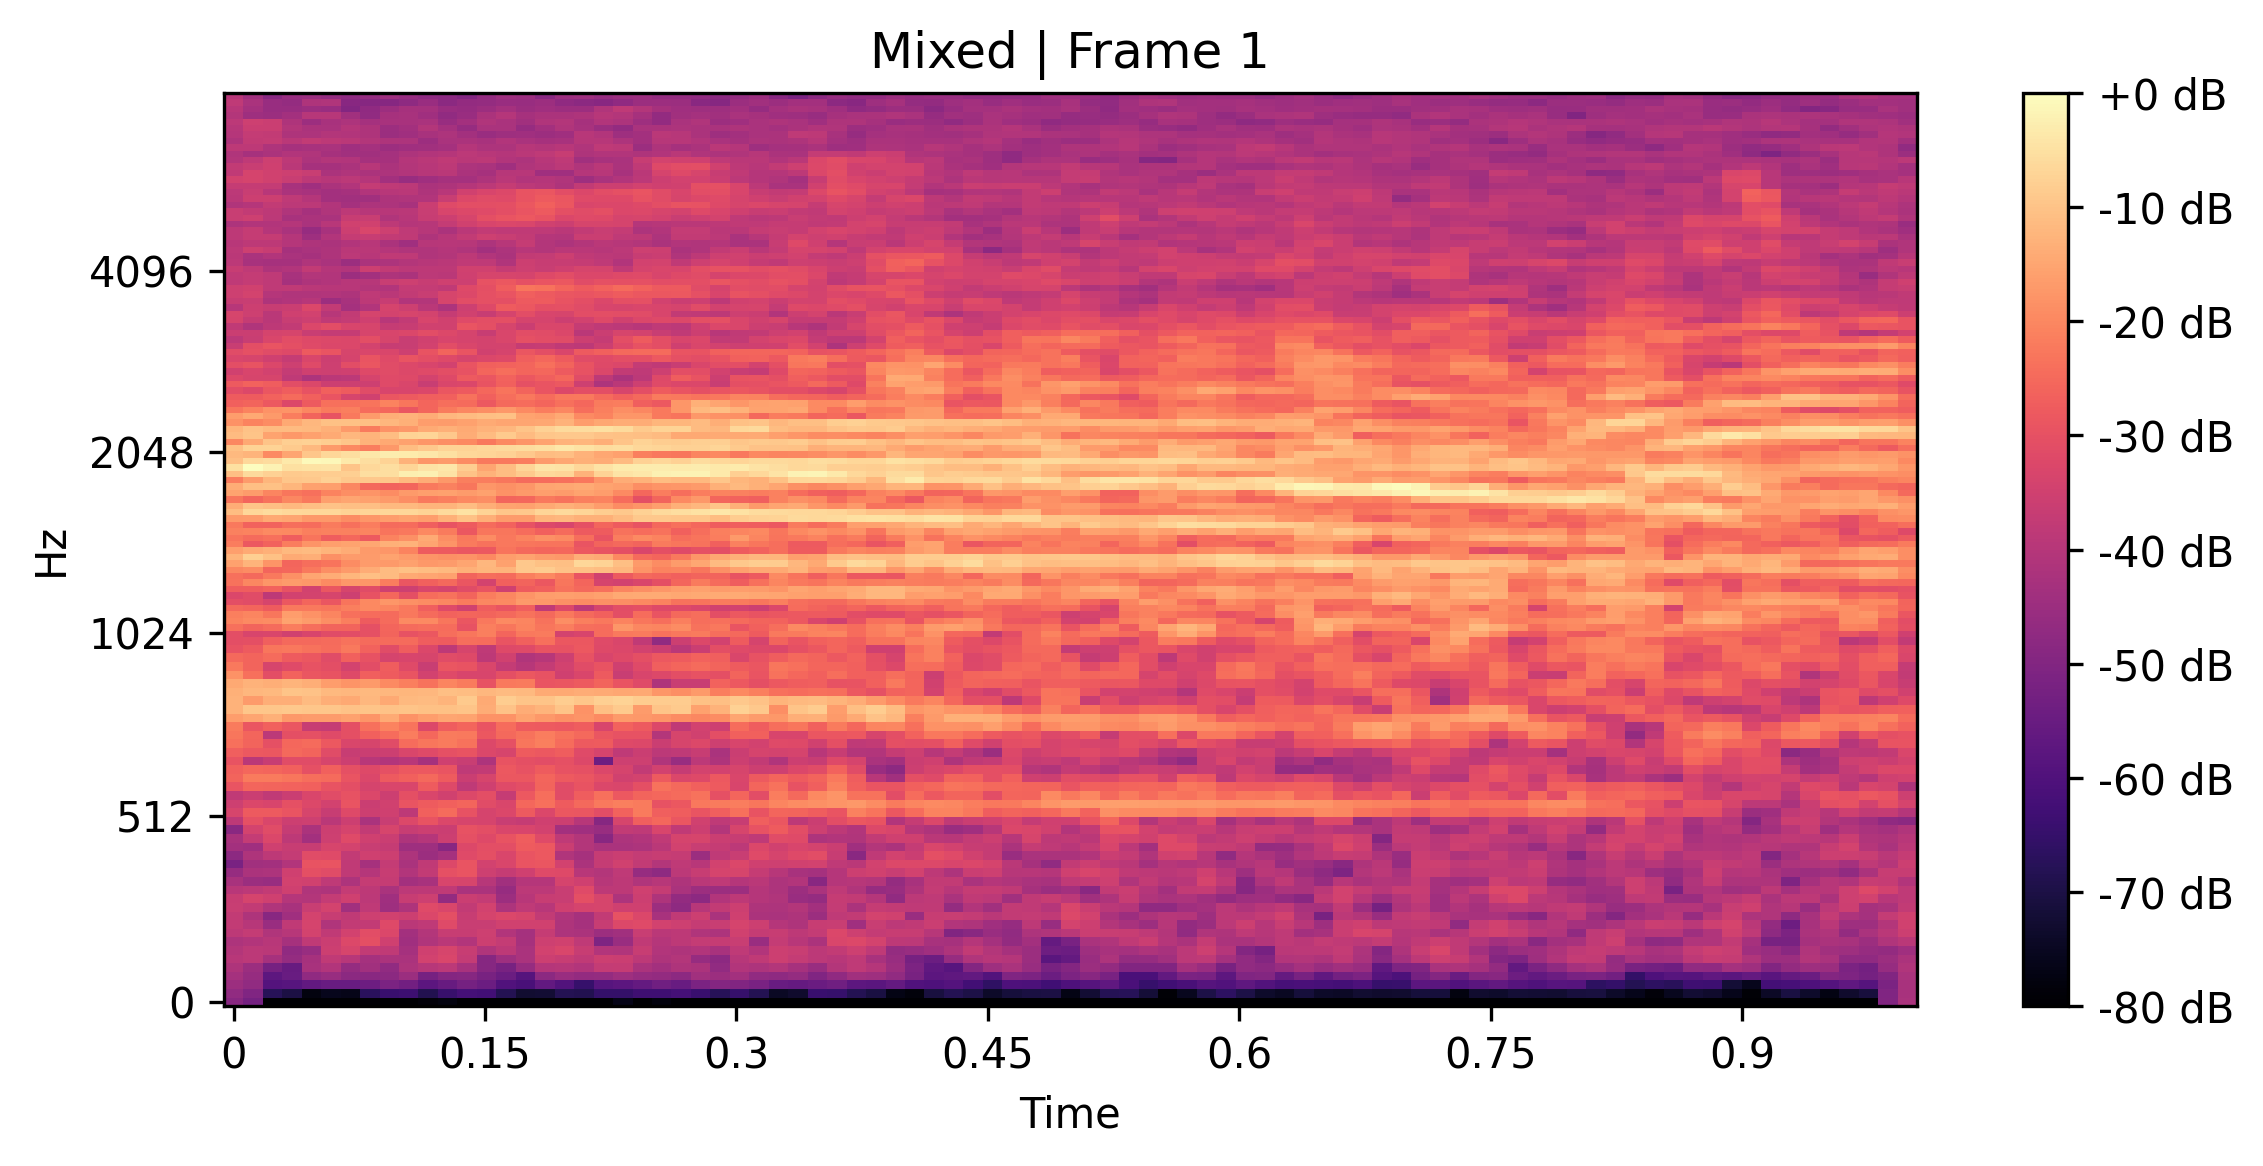 Mixed | Frame 1
+0 dB
-10 dB
-20 dB
-30 dB
-40 dB
-50 dB
-60 dB
-70 dB
-80 dB
Hz
4096
2048
1024
512
0
0 0.15 0.3 0.45 0.6 0.75 0.9
Time